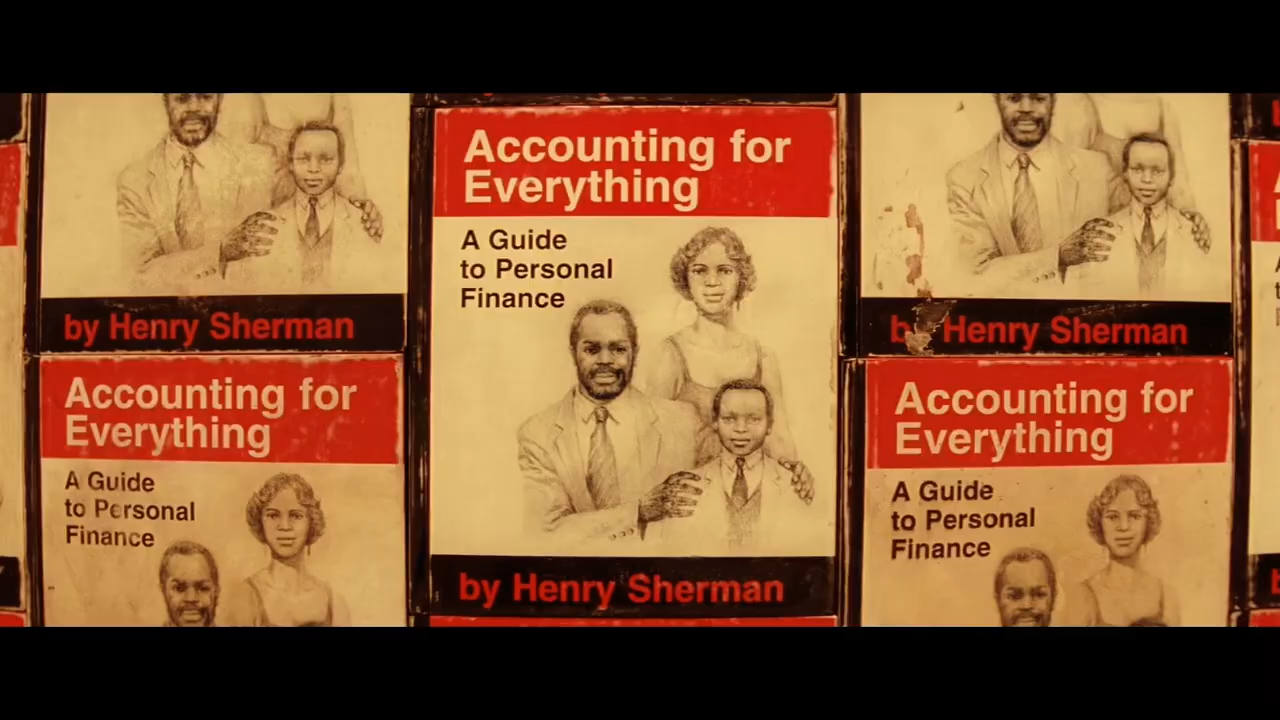 by Henry Sherman
Accounting for
Everything
A Guide
to Personal
Finance
Accounting for
Everything
A Guide
to Personal
Finance
by Henry Sherman
by Henry Sherman
Accounting for
Everything
A Guide
to Personal
Finance